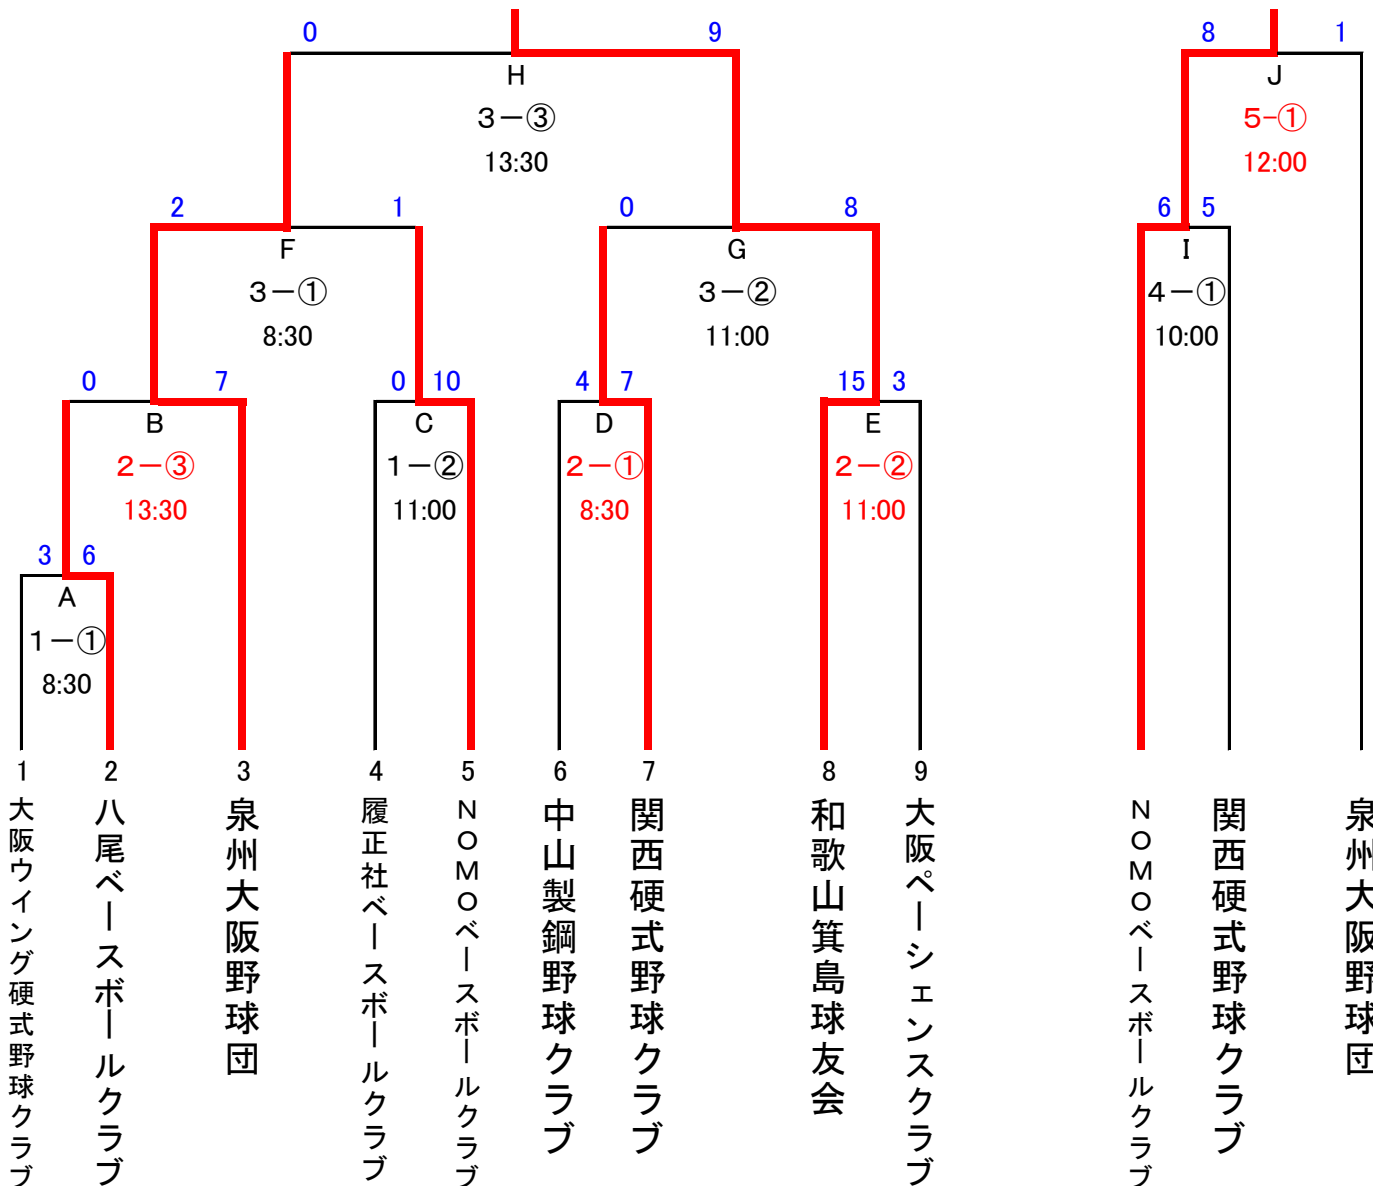 0 9 8 1
H J
3－③ 5-①
13:30 12:00
2 1 0 8 6 5
F G I
3－① 3－② 4－①
8:30 11:00 10:00
0 7 0 10 4 7 15 3
B C D E
2－③ 1－② 2－① 2－②
13:30 11:00 8:30 11:00
3 6
A
1－①
8:30
1 2 3 4 5 6 7 8 9
大阪ウイング硬式野球クラブ
八尾ベースボールクラブ
泉州大阪野球団
履正社ベースボールクラブ
ＮＯＭＯベースボールクラブ
中山製鋼野球クラブ
関西硬式野球クラブ
和歌山箕島球友会
大阪ペーシェンスクラブ
ＮＯＭＯベースボールクラブ
関西硬式野球クラブ
泉州大阪野球団